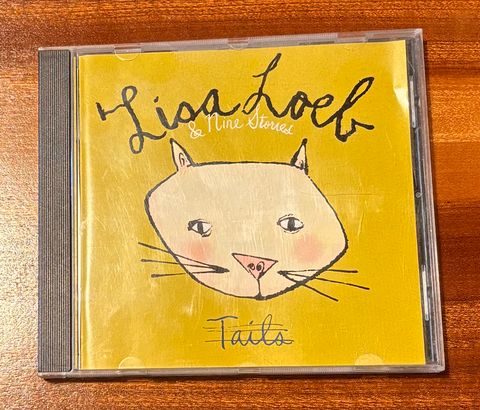 Lisa Loeb
& Nine Stories
Tails